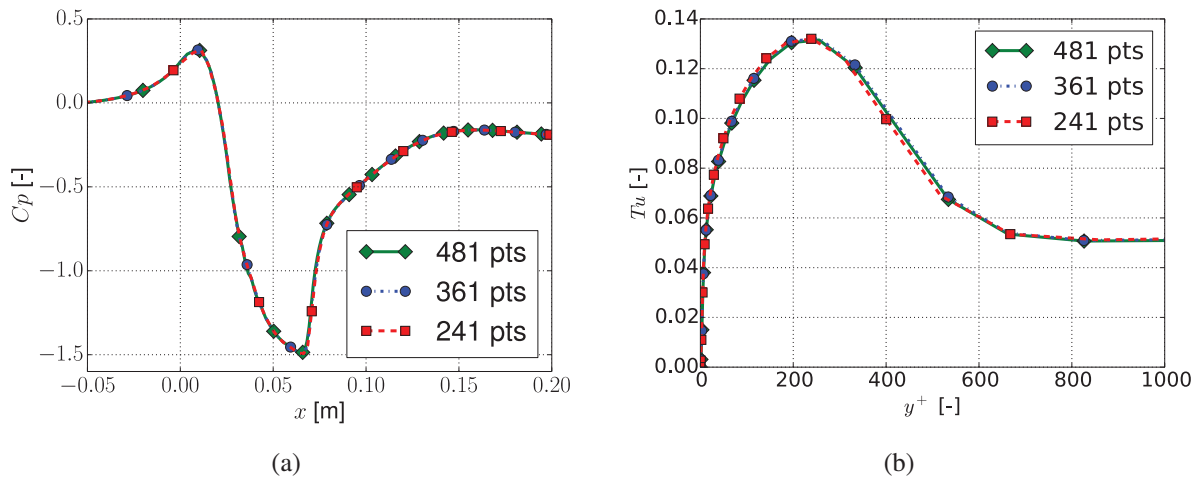 0.5
0.0
−0.5
−1.0
−1.5
−0.05
0.00
0.05
0.10
0.15
0.20
Cp [-]
x [m]
481 pts
361 pts
241 pts
(a)
0.14
0.12
0.10
0.08
0.06
0.04
0.02
0.00
0
200
400
600
800
1000
Tu [-]
y⁺ [-]
481 pts
361 pts
241 pts
(b)